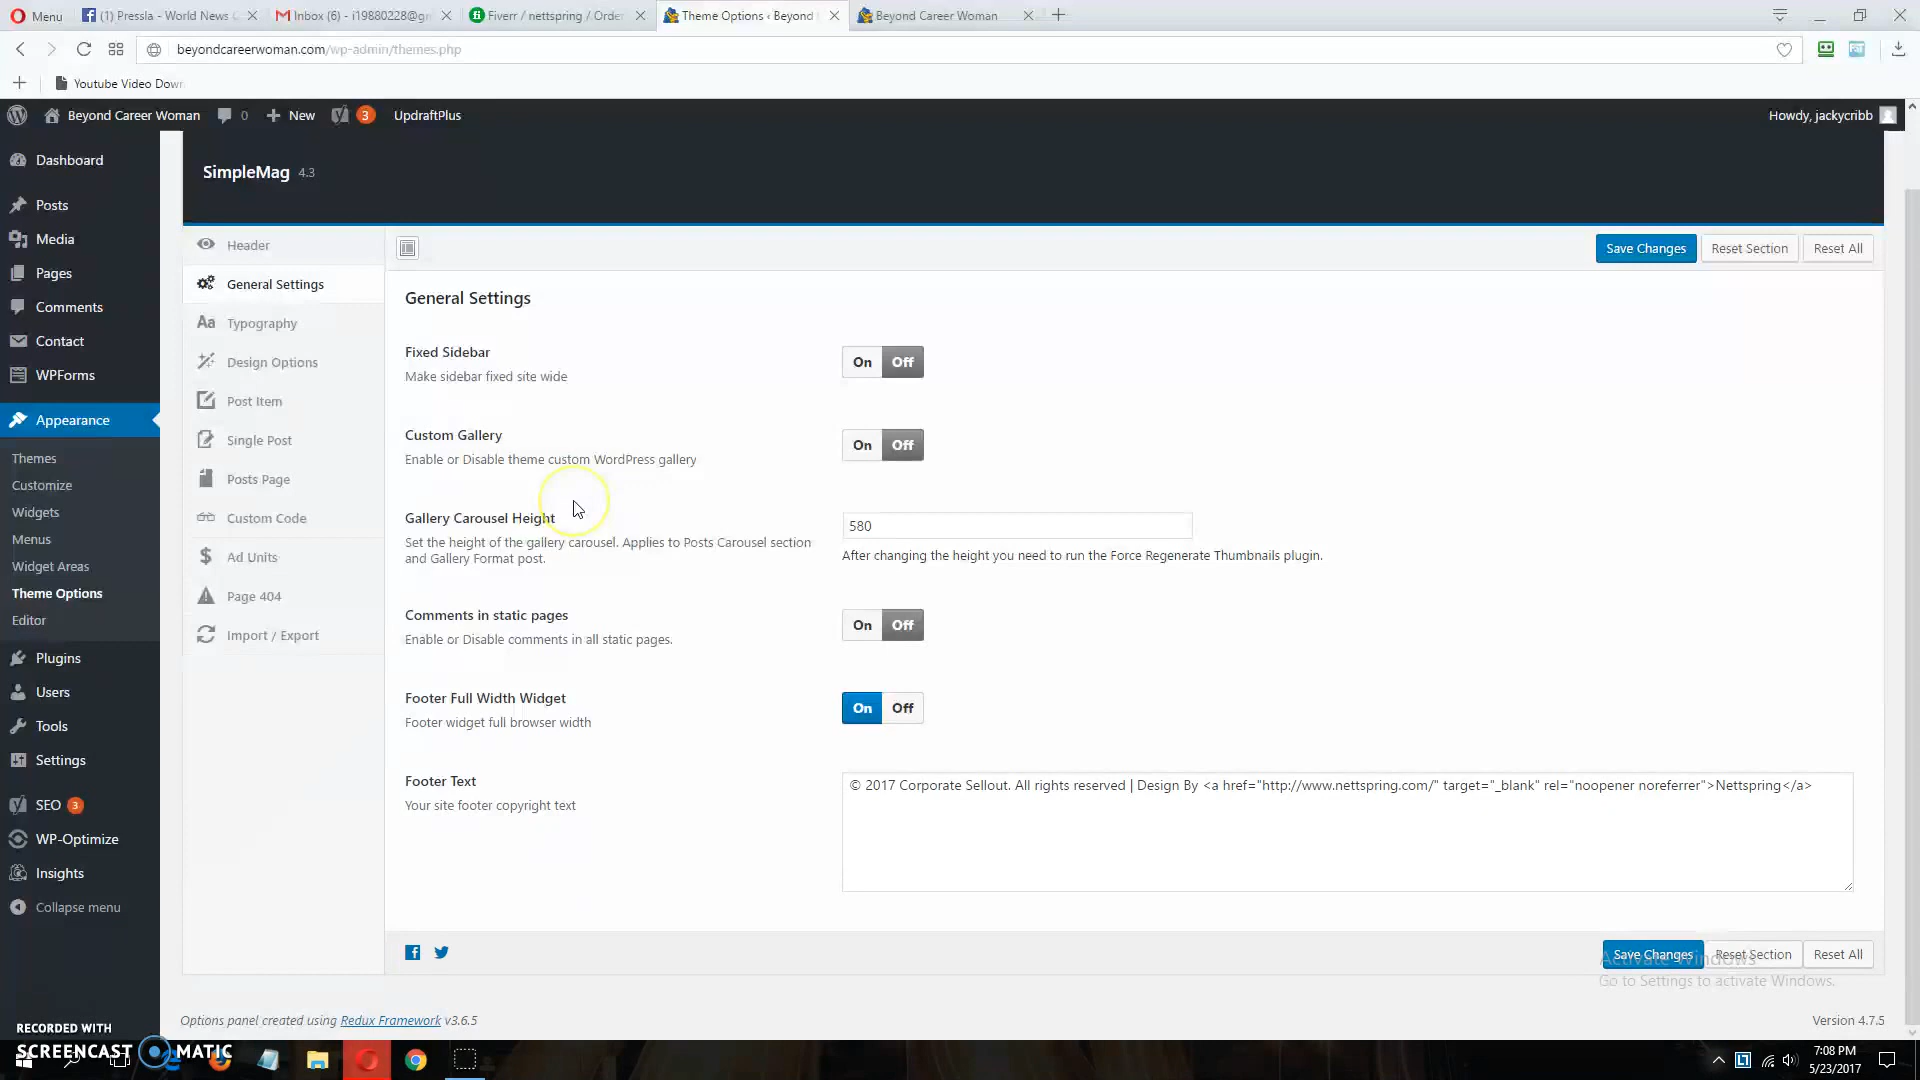 Menu
(1) Pressla - World News C
Inbox (6) - i19880228@gm
Fiverr / nettspring / Order
Theme Options ‹ Beyond
Beyond Career Woman
beyondcareerwoman.com/wp-admin/themes.php
Youtube Video Down
Beyond Career Woman 0 New 3 UpdraftPlus
Howdy, jackycribb
Dashboard
Posts
Media
Pages
Comments
Contact
WPForms
Appearance
Themes
Customize
Widgets
Menus
Widget Areas
Theme Options
Editor
Plugins
Users
Tools
Settings
SEO 3
WP-Optimize
Insights
Collapse menu
SimpleMag 4.3
Header
General Settings
Typography
Design Options
Post Item
Single Post
Posts Page
Custom Code
Ad Units
Page 404
Import / Export
Save Changes Reset Section Reset All
General Settings
Fixed Sidebar
Make sidebar fixed site wide
On Off
Custom Gallery
Enable or Disable theme custom WordPress gallery
On Off
Gallery Carousel Height
Set the height of the gallery carousel. Applies to Posts Carousel section
and Gallery Format post.
580
After changing the height you need to run the Force Regenerate Thumbnails plugin.
Comments in static pages
Enable or Disable comments in all static pages.
On Off
Footer Full Width Widget
Footer widget full browser width
On Off
Footer Text
Your site footer copyright text
© 2017 Corporate Sellout. All rights reserved | Design By <a href="http://www.nettspring.com/" target="_blank" rel="noopener noreferrer">Nettspring</a>
Save Changes Reset Section Reset All
Activate Windows
Go to Settings to activate Windows.
Options panel created using Redux Framework v3.6.5
Version 4.7.5
RECORDED WITH
SCREENCAST MATIC
7:08 PM
5/23/2017